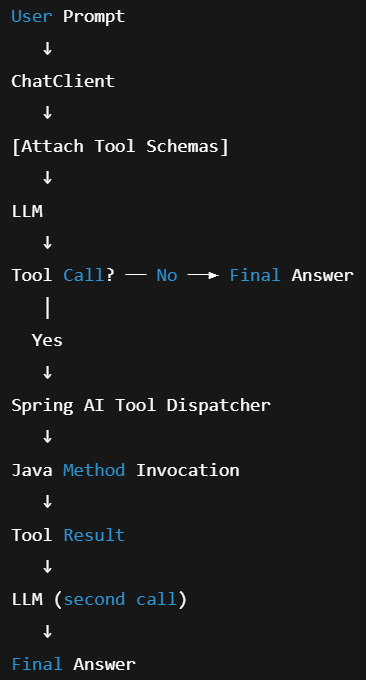 User Prompt
↓
ChatClient
↓
[Attach Tool Schemas]
↓
LLM
↓
Tool Call? ── No ─→ Final Answer
│
Yes
↓
Spring AI Tool Dispatcher
↓
Java Method Invocation
↓
Tool Result
↓
LLM (second call)
↓
Final Answer